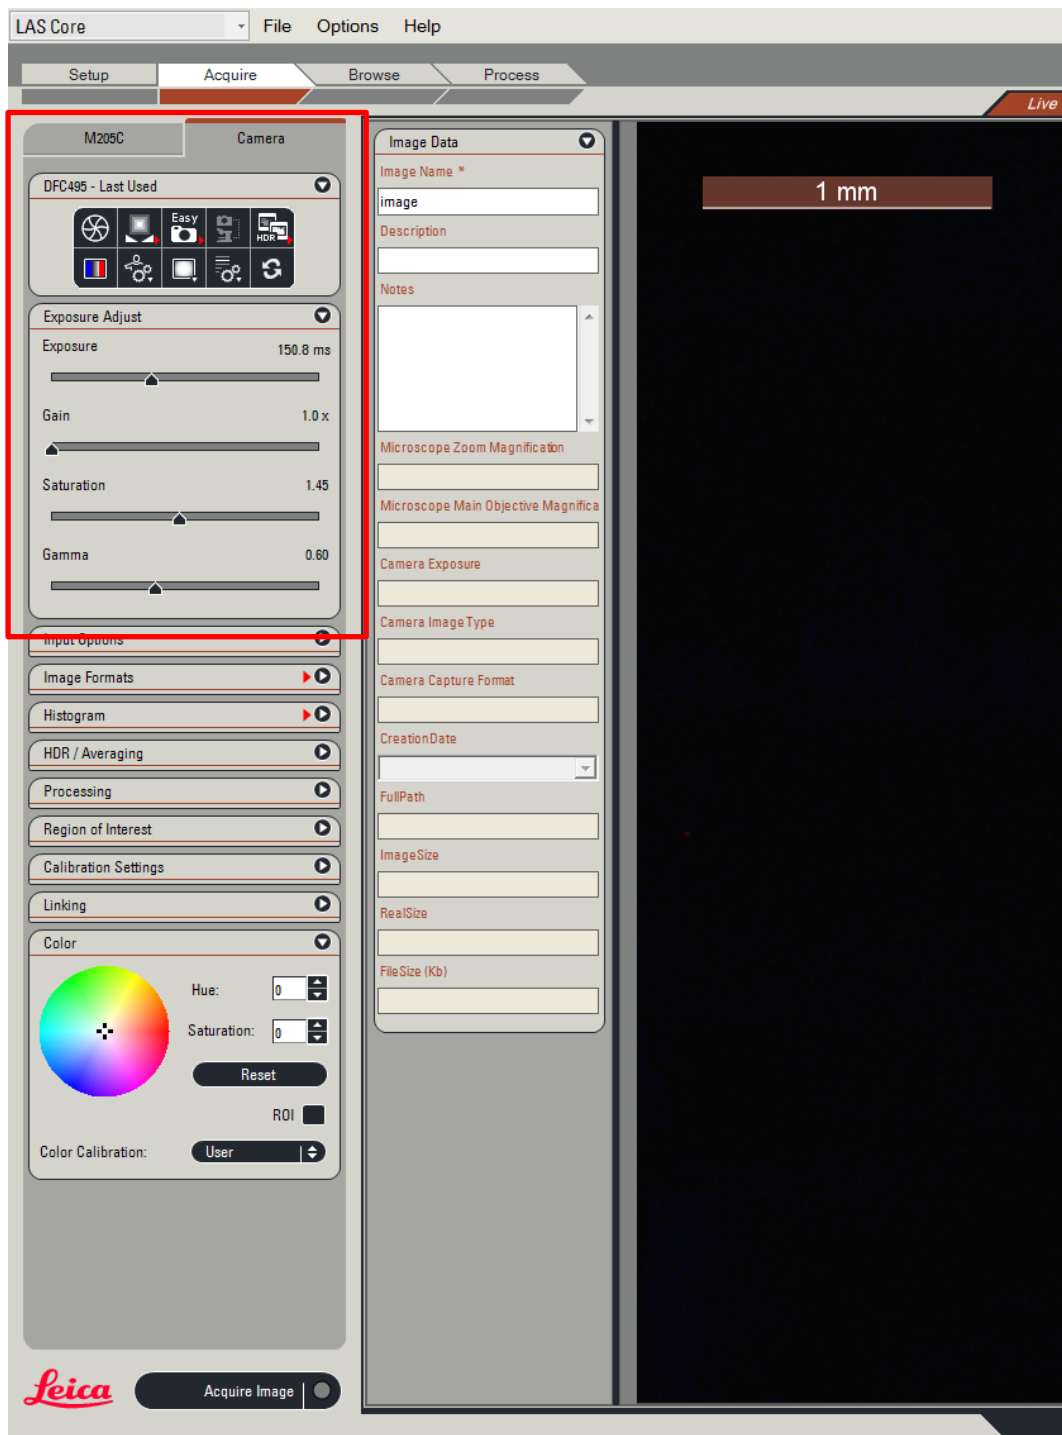 LAS Core File Options Help
Setup Acquire Browse Process
Live
M205C Camera
DFC495 - Last Used
Easy
HDR
Exposure Adjust
Exposure 150.8 ms
Gain 1.0 x
Saturation 1.45
Gamma 0.60
Input Options
Image Formats
Histogram
HDR / Averaging
Processing
Region of Interest
Calibration Settings
Linking
Color
Hue: 0
Saturation: 0
Reset
ROI
Color Calibration: User
Leica
Acquire Image
Image Data
Image Name *
image
Description
Notes
Microscope Zoom Magnification
Microscope Main Objective Magnifica
Camera Exposure
Camera Image Type
Camera Capture Format
CreationDate
FullPath
ImageSize
RealSize
FileSize (Kb)
1 mm